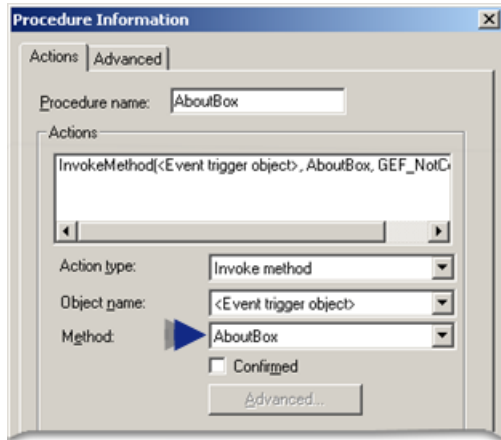 Procedure Information
Actions Advanced
Procedure name: AboutBox
Actions
InvokeMethod(<Event trigger object>, AboutBox, GEF_NotC
Action type: Invoke method
Object name: <Event trigger object>
Method: AboutBox
Confirmed
Advanced...